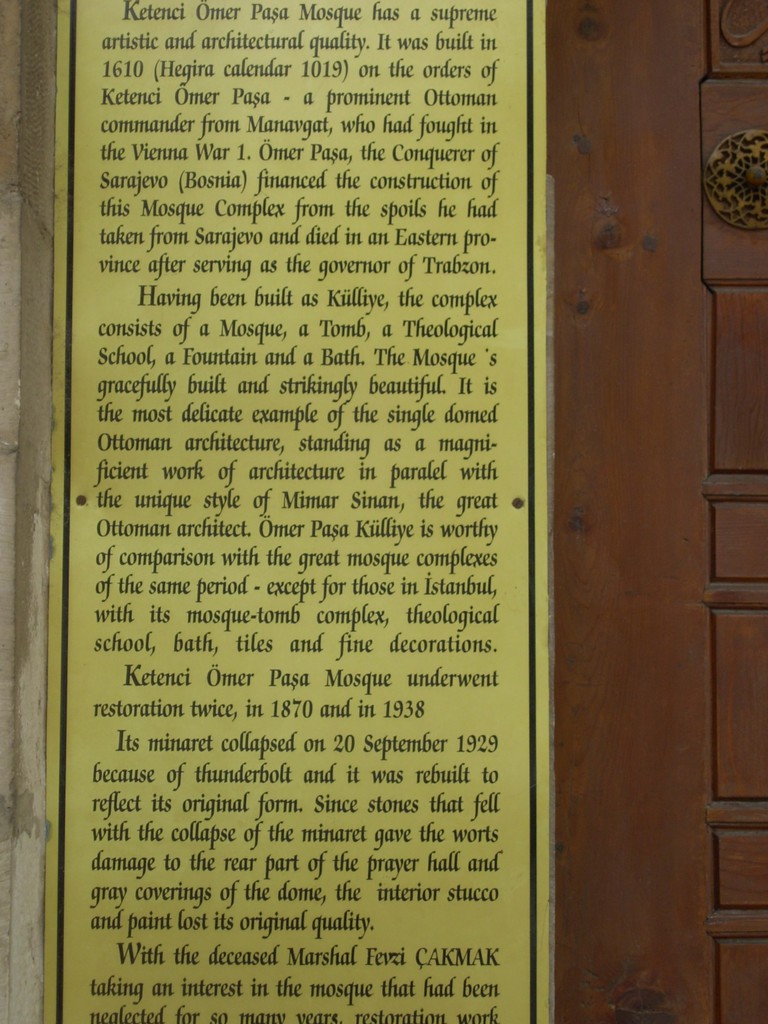 Ketenci Ömer Paşa Mosque has a supreme
artistic and architectural quality. It was built in
1610 (Hegira calendar 1019) on the orders of
Ketenci Ömer Paşa - a prominent Ottoman
commander from Manavgat, who had fought in
the Vienna War 1. Ömer Paşa, the Conquerer of
Sarajevo (Bosnia) financed the construction of
this Mosque Complex from the spoils he had
taken from Sarajevo and died in an Eastern pro-
vince after serving as the governor of Trabzon.
Having been built as Külliye, the complex
consists of a Mosque, a Tomb, a Theological
School, a Fountain and a Bath. The Mosque 's
gracefully built and strikingly beautiful. It is
the most delicate example of the single domed
Ottoman architecture, standing as a magni-
ficient work of architecture in paralel with
the unique style of Mimar Sinan, the great
Ottoman architect. Ömer Paşa Külliye is worthy
of comparison with the great mosque complexes
of the same period - except for those in İstanbul,
with its mosque-tomb complex, theological
school, bath, tiles and fine decorations.
Ketenci Ömer Paşa Mosque underwent
restoration twice, in 1870 and in 1938
Its minaret collapsed on 20 September 1929
because of thunderbolt and it was rebuilt to
reflect its original form. Since stones that fell
with the collapse of the minaret gave the worts
damage to the rear part of the prayer hall and
gray coverings of the dome, the interior stucco
and paint lost its original quality.
With the deceased Marshal Fevzi ÇAKMAK
taking an interest in the mosque that had been
neglected for so many years, restoration work